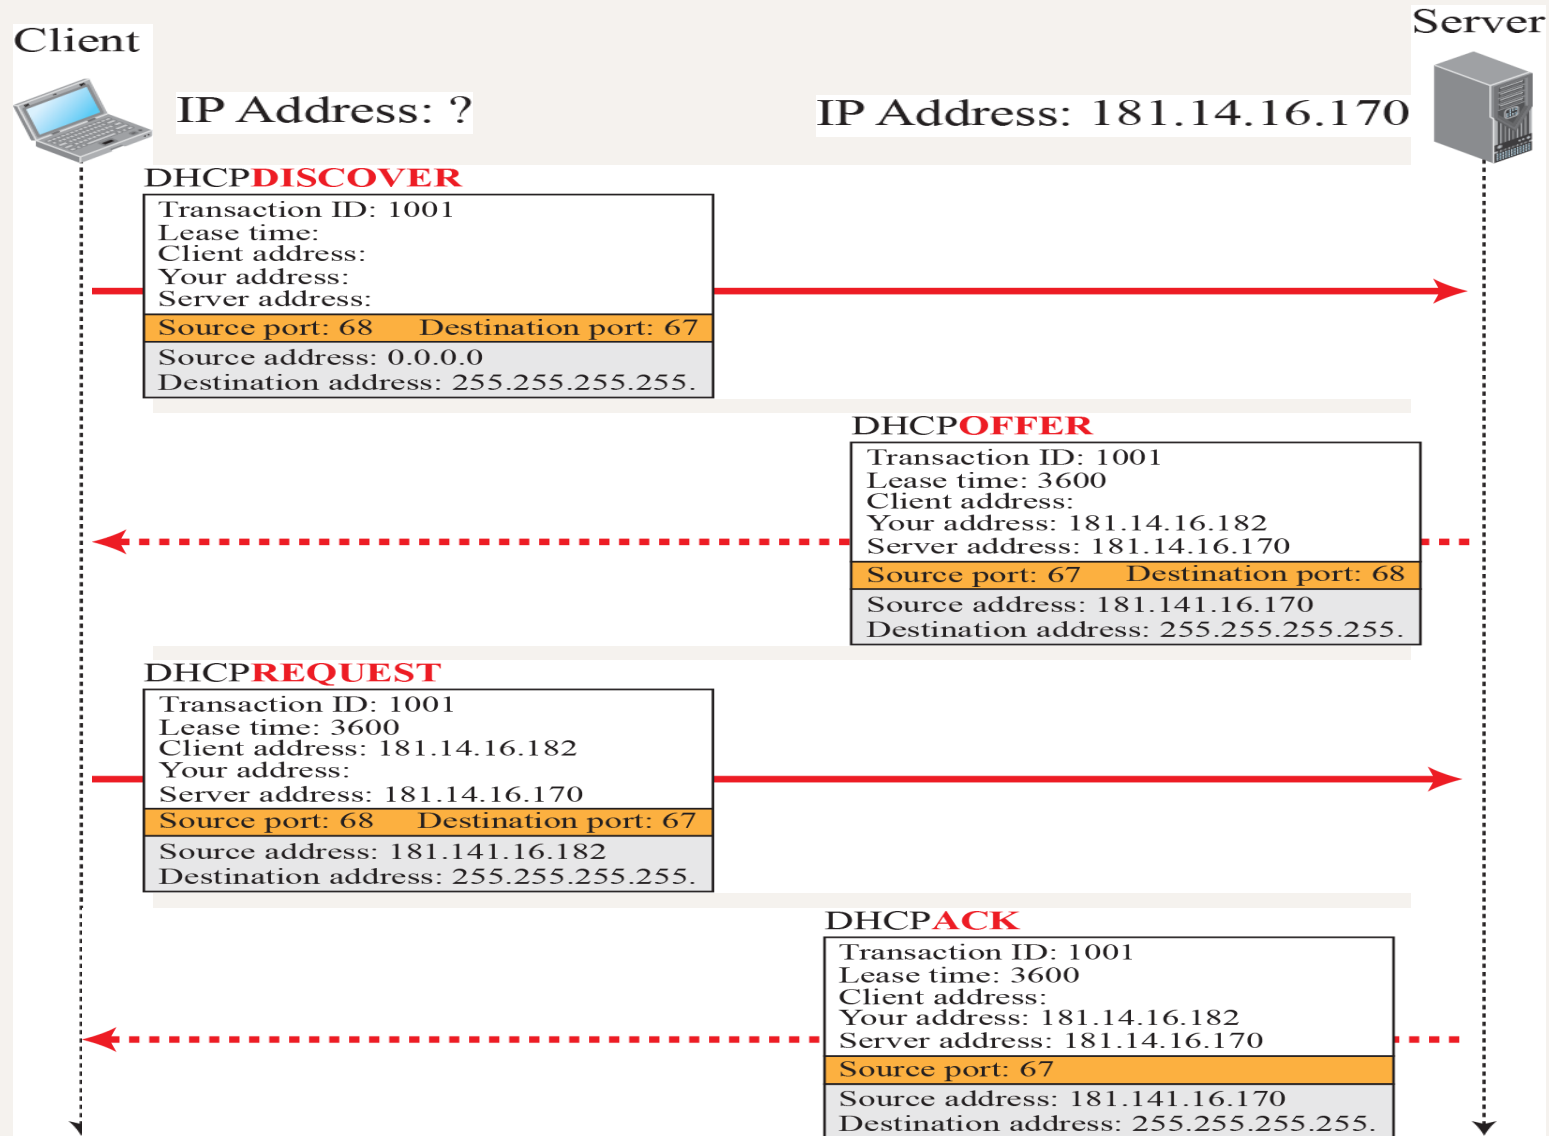 Client
Server
IP Address: ?
IP Address: 181.14.16.170
DHCPDISCOVER
Transaction ID: 1001
Lease time:
Client address:
Your address:
Server address:
Source port: 68 Destination port: 67
Source address: 0.0.0.0
Destination address: 255.255.255.255.
DHCPOFFER
Transaction ID: 1001
Lease time: 3600
Client address:
Your address: 181.14.16.182
Server address: 181.14.16.170
Source port: 67 Destination port: 68
Source address: 181.141.16.170
Destination address: 255.255.255.255.
DHCPREQUEST
Transaction ID: 1001
Lease time: 3600
Client address: 181.14.16.182
Your address:
Server address: 181.14.16.170
Source port: 68 Destination port: 67
Source address: 181.141.16.182
Destination address: 255.255.255.255.
DHCPACK
Transaction ID: 1001
Lease time: 3600
Client address:
Your address: 181.14.16.182
Server address: 181.14.16.170
Source port: 67
Source address: 181.141.16.170
Destination address: 255.255.255.255.